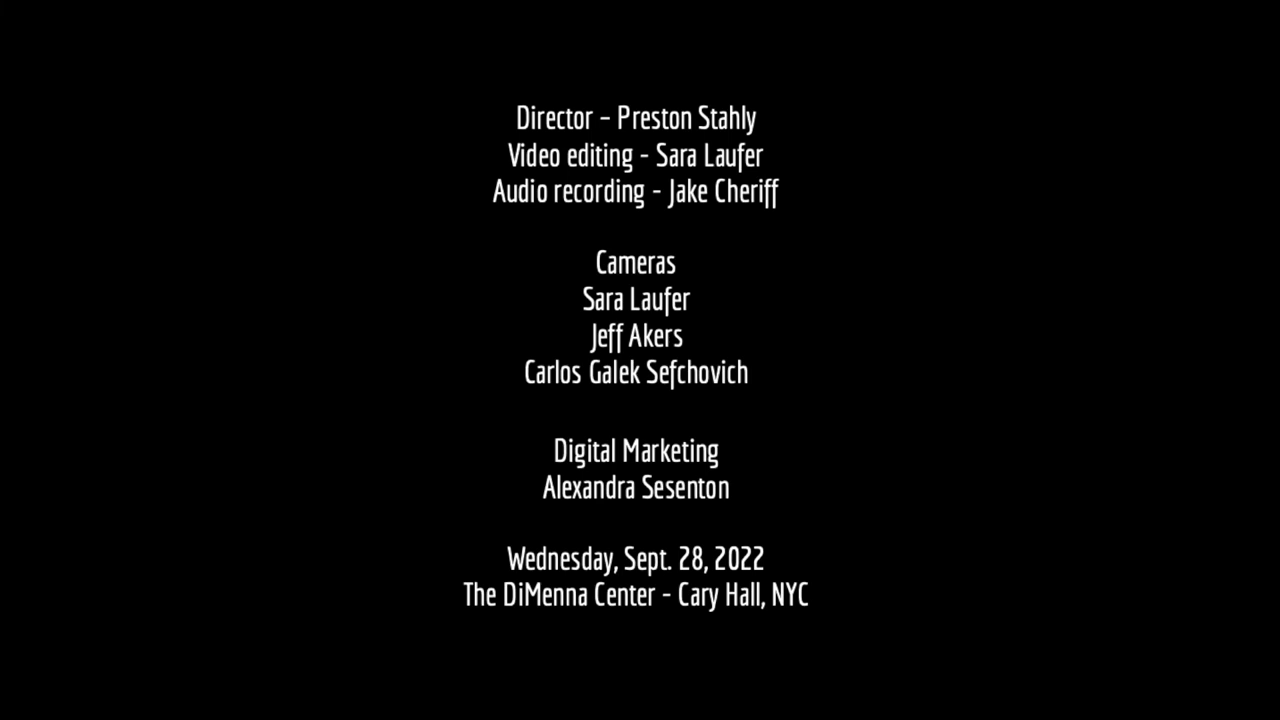 Director – Preston Stahly
Video editing - Sara Laufer
Audio recording - Jake Cheriff
Cameras
Sara Laufer
Jeff Akers
Carlos Galek Sefchovich
Digital Marketing
Alexandra Sesenton
Wednesday, Sept. 28, 2022
The DiMenna Center - Cary Hall, NYC